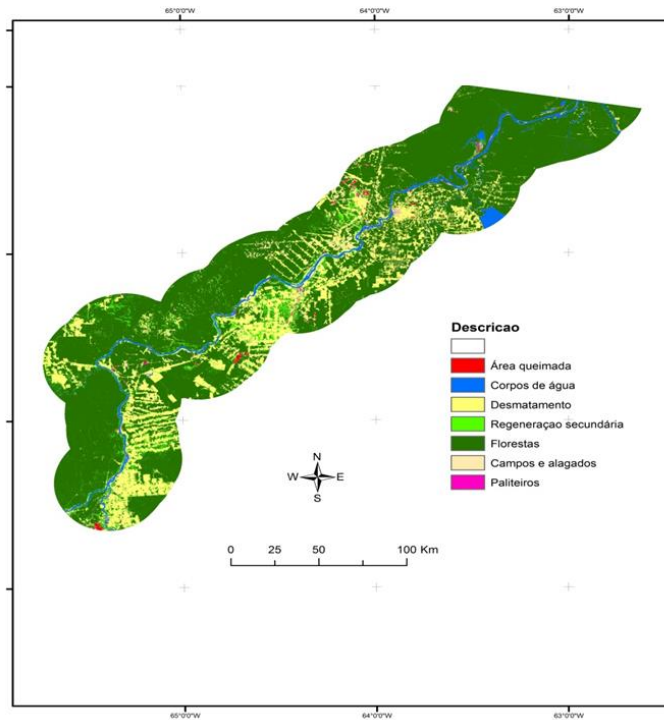 65°0'0"W 64°0'0"W 63°0'0"W
Descricao
Área queimada
Corpos de água
Desmatamento
Regeneraçao secundária
Florestas
Campos e alagados
Paliteiros
N
W E
S
0 25 50 100 Km
65°0'0"W 64°0'0"W 63°0'0"W